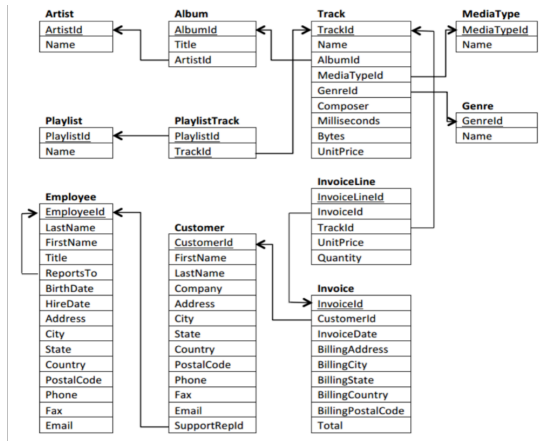 Artist
ArtistId
Name
Album
AlbumId
Title
ArtistId
Track
TrackId
Name
AlbumId
MediaTypeId
GenreId
Composer
Milliseconds
Bytes
UnitPrice
MediaType
MediaTypeId
Name
Genre
GenreId
Name
Playlist
PlaylistId
Name
PlaylistTrack
PlaylistId
TrackId
Employee
EmployeeId
LastName
FirstName
Title
ReportsTo
BirthDate
HireDate
Address
City
State
Country
PostalCode
Phone
Fax
Email
Customer
CustomerId
FirstName
LastName
Company
Address
City
State
Country
PostalCode
Phone
Fax
Email
SupportRepId
InvoiceLine
InvoiceLineId
InvoiceId
TrackId
UnitPrice
Quantity
Invoice
InvoiceId
CustomerId
InvoiceDate
BillingAddress
BillingCity
BillingState
BillingCountry
BillingPostalCode
Total